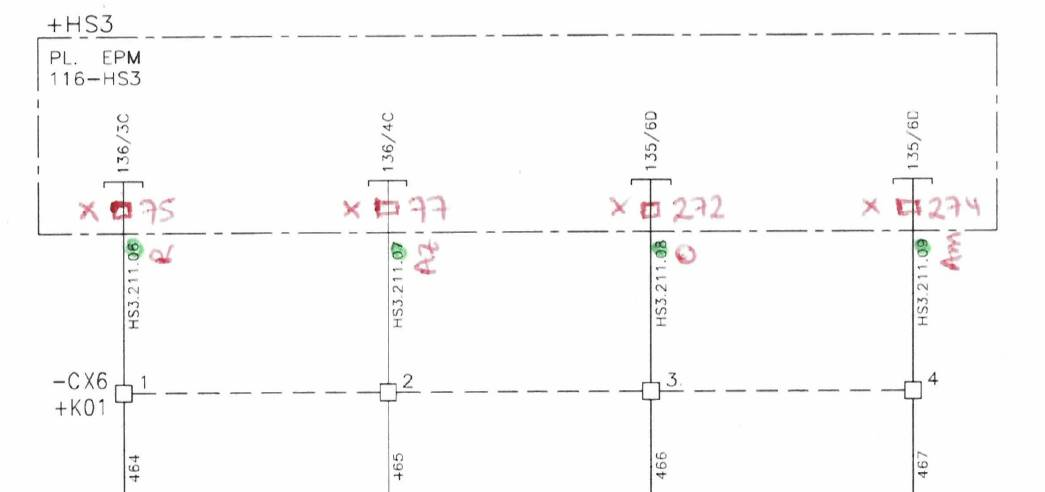 +HS3
PL. EPM
116-HS3
136/3C
136/4C
135/6D
135/6D
X 75
X 77
X 272
X 274
HS3.211.06
R
HS3.211.07
Az
HS3.211.08
HS3.211.09
Am
-CX6
+K01
1
2
3
4
464
465
466
467